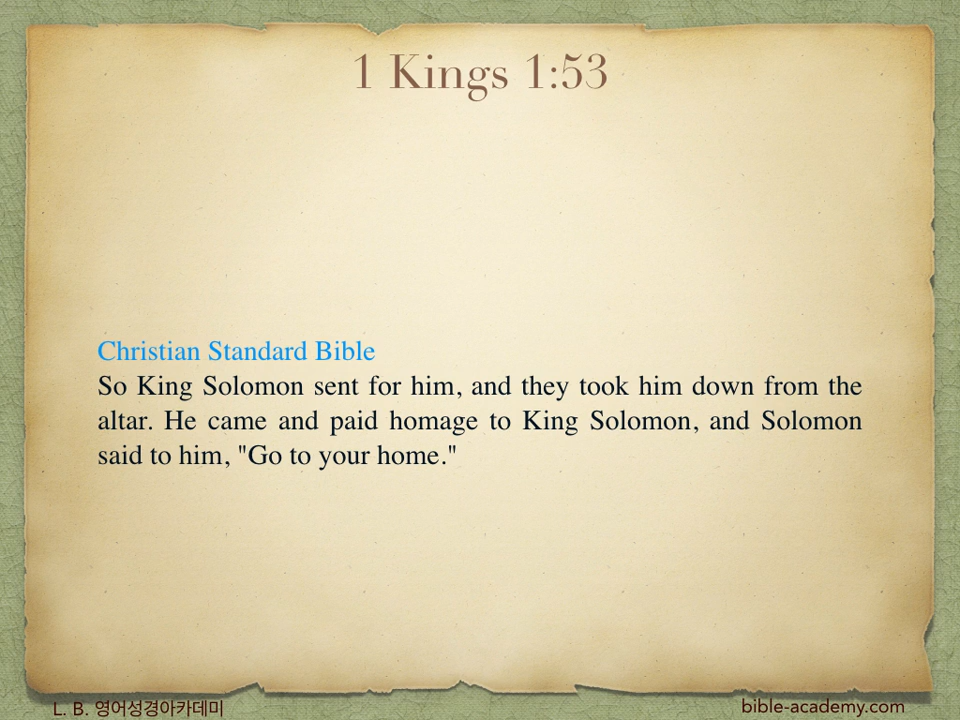 1 Kings 1:53
Christian Standard Bible
So King Solomon sent for him, and they took him down from the
altar. He came and paid homage to King Solomon, and Solomon
said to him, "Go to your home."
L. B. 영어성경아카데미
bible-academy.com